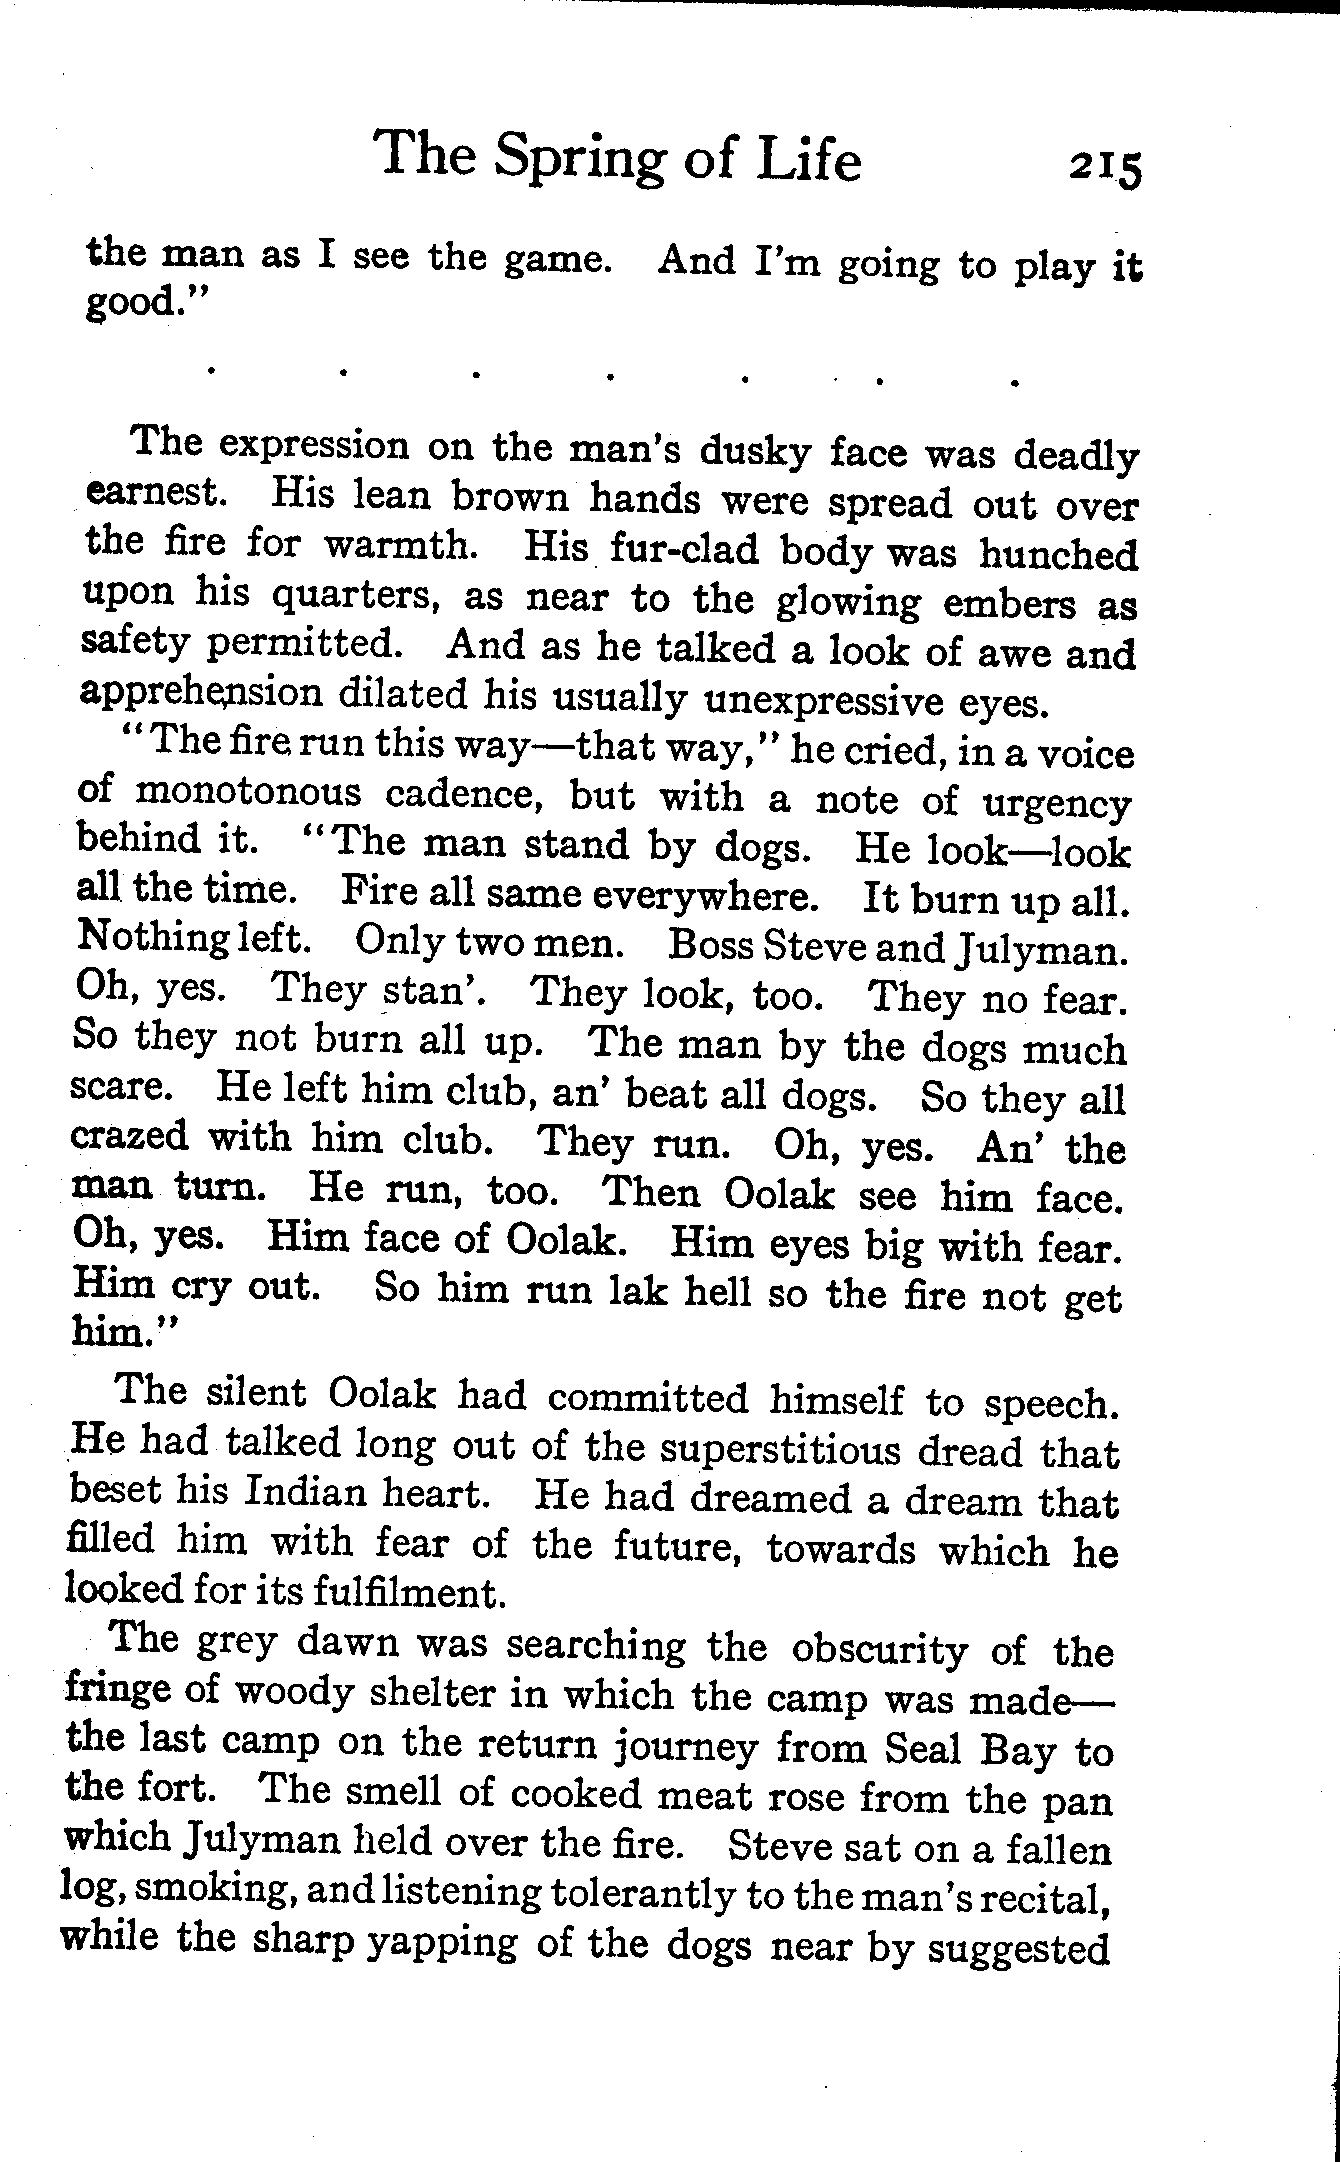 The Spring of Life 215
the man as I see the game. And I'm going to play it
good."
. . . . . . .
The expression on the man's dusky face was deadly
earnest. His lean brown hands were spread out over
the fire for warmth. His fur-clad body was hunched
upon his quarters, as near to the glowing embers as
safety permitted. And as he talked a look of awe and
apprehension dilated his usually unexpressive eyes.
"The fire run this way—that way," he cried, in a voice
of monotonous cadence, but with a note of urgency
behind it. "The man stand by dogs. He look—look
all the time. Fire all same everywhere. It burn up all.
Nothing left. Only two men. Boss Steve and Julyman.
Oh, yes. They stan'. They look, too. They no fear.
So they not burn all up. The man by the dogs much
scare. He left him club, an' beat all dogs. So they all
crazed with him club. They run. Oh, yes. An' the
man turn. He run, too. Then Oolak see him face.
Oh, yes. Him face of Oolak. Him eyes big with fear.
Him cry out. So him run lak hell so the fire not get
him."
The silent Oolak had committed himself to speech.
He had talked long out of the superstitious dread that
beset his Indian heart. He had dreamed a dream that
filled him with fear of the future, towards which he
looked for its fulfilment.
The grey dawn was searching the obscurity of the
fringe of woody shelter in which the camp was made—
the last camp on the return journey from Seal Bay to
the fort. The smell of cooked meat rose from the pan
which Julyman held over the fire. Steve sat on a fallen
log, smoking, and listening tolerantly to the man's recital,
while the sharp yapping of the dogs near by suggested